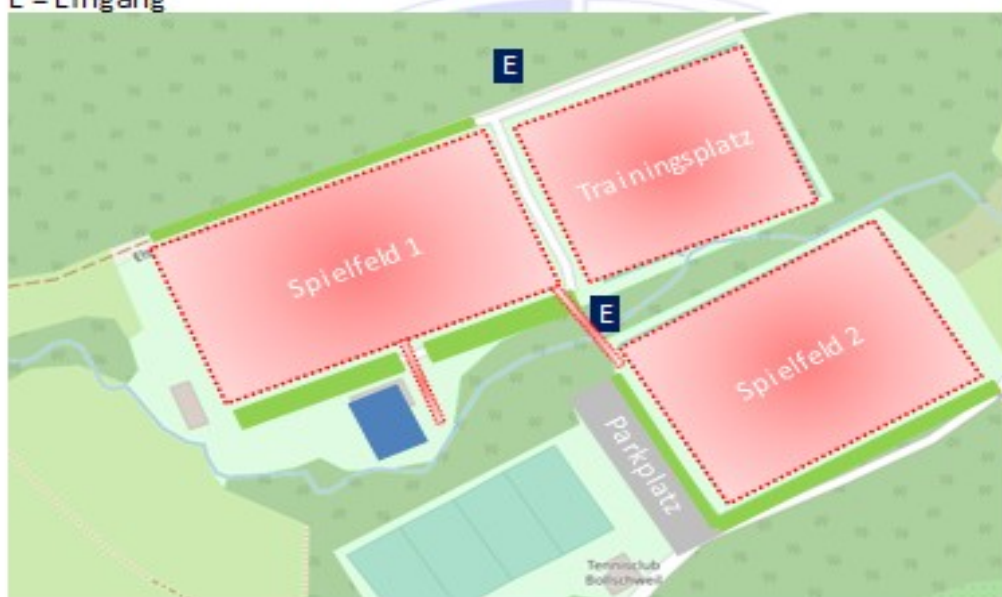 E = Eingang
E
Trainingsplatz
Spielfeld 1
E
Spielfeld 2
Parkplatz
Tennisclub
Bollschweil